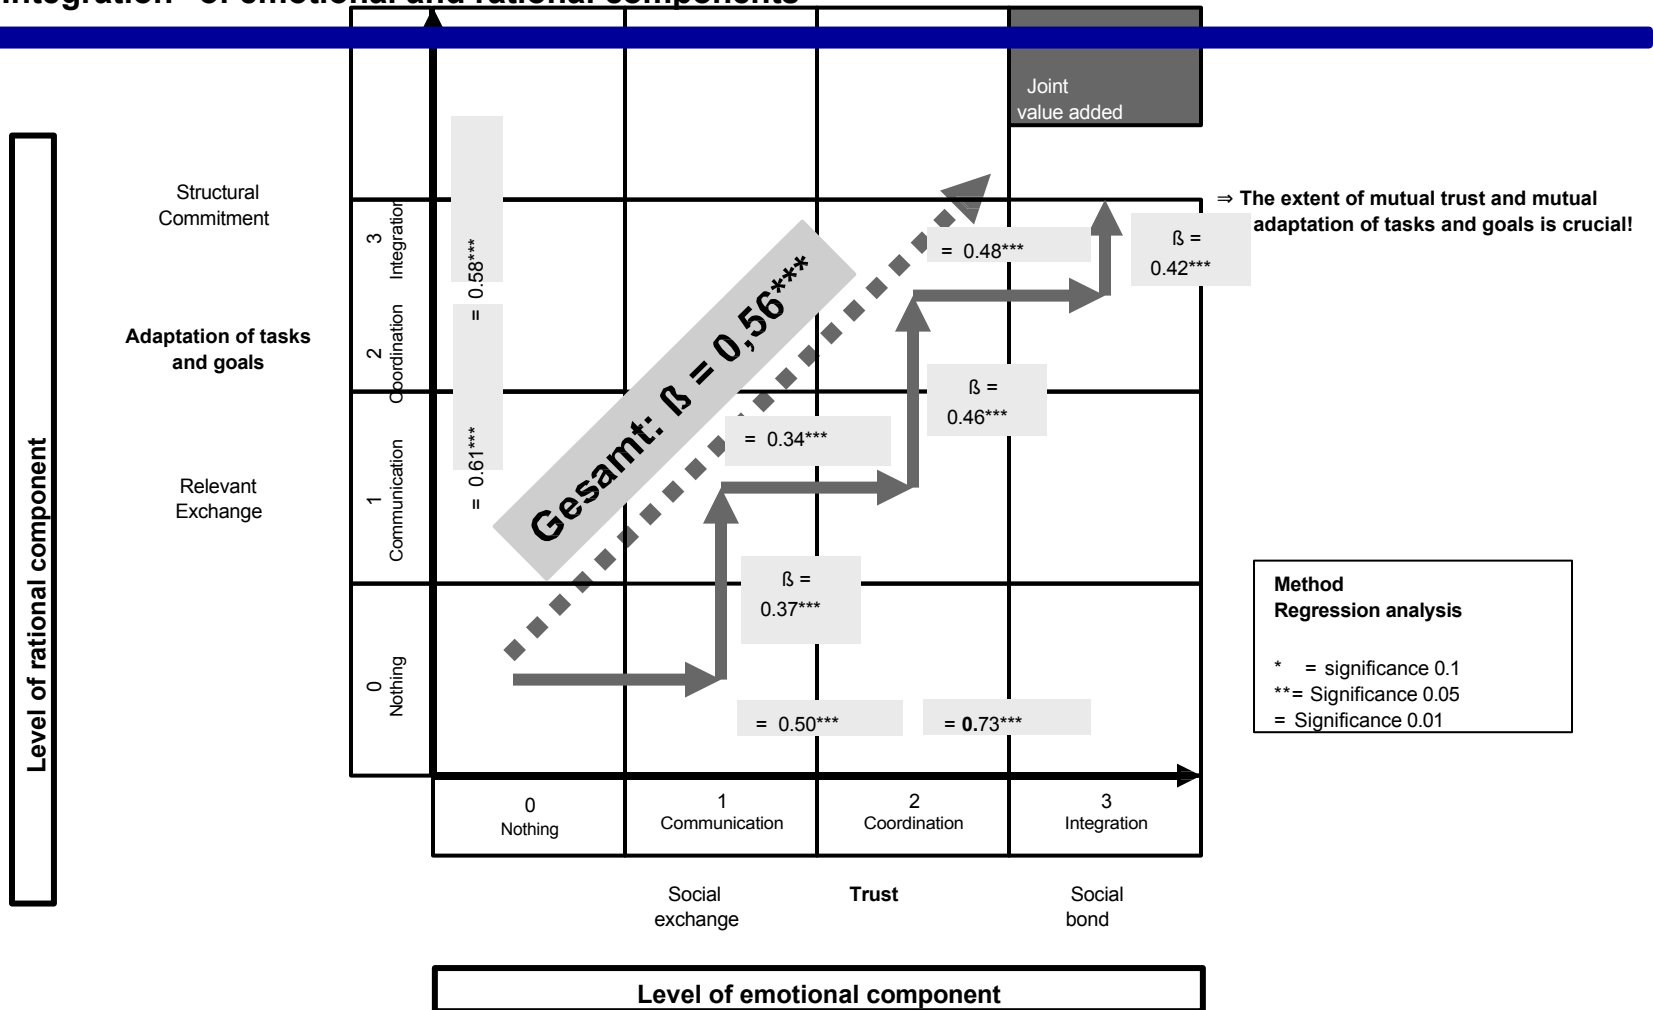 Integration of emotional and rational components
Joint
value added
Structural
Commitment
⇒ The extent of mutual trust and mutual
adaptation of tasks and goals is crucial!
3
Integration
= 0.58***
= 0.48***
ß =
0.42***
Gesamt: ß = 0,56***
Adaptation of tasks
and goals
2
Coordination
ß =
0.46***
= 0.34***
Level of rational component
Relevant
Exchange
1
Communication
= 0.61***
ß =
0.37***
Method
Regression analysis
* = significance 0.1
**= Significance 0.05
= Significance 0.01
0
Nothing
= 0.50***
= 0.73***
0
Nothing
1
Communication
2
Coordination
3
Integration
Social
exchange
Trust
Social
bond
Level of emotional component